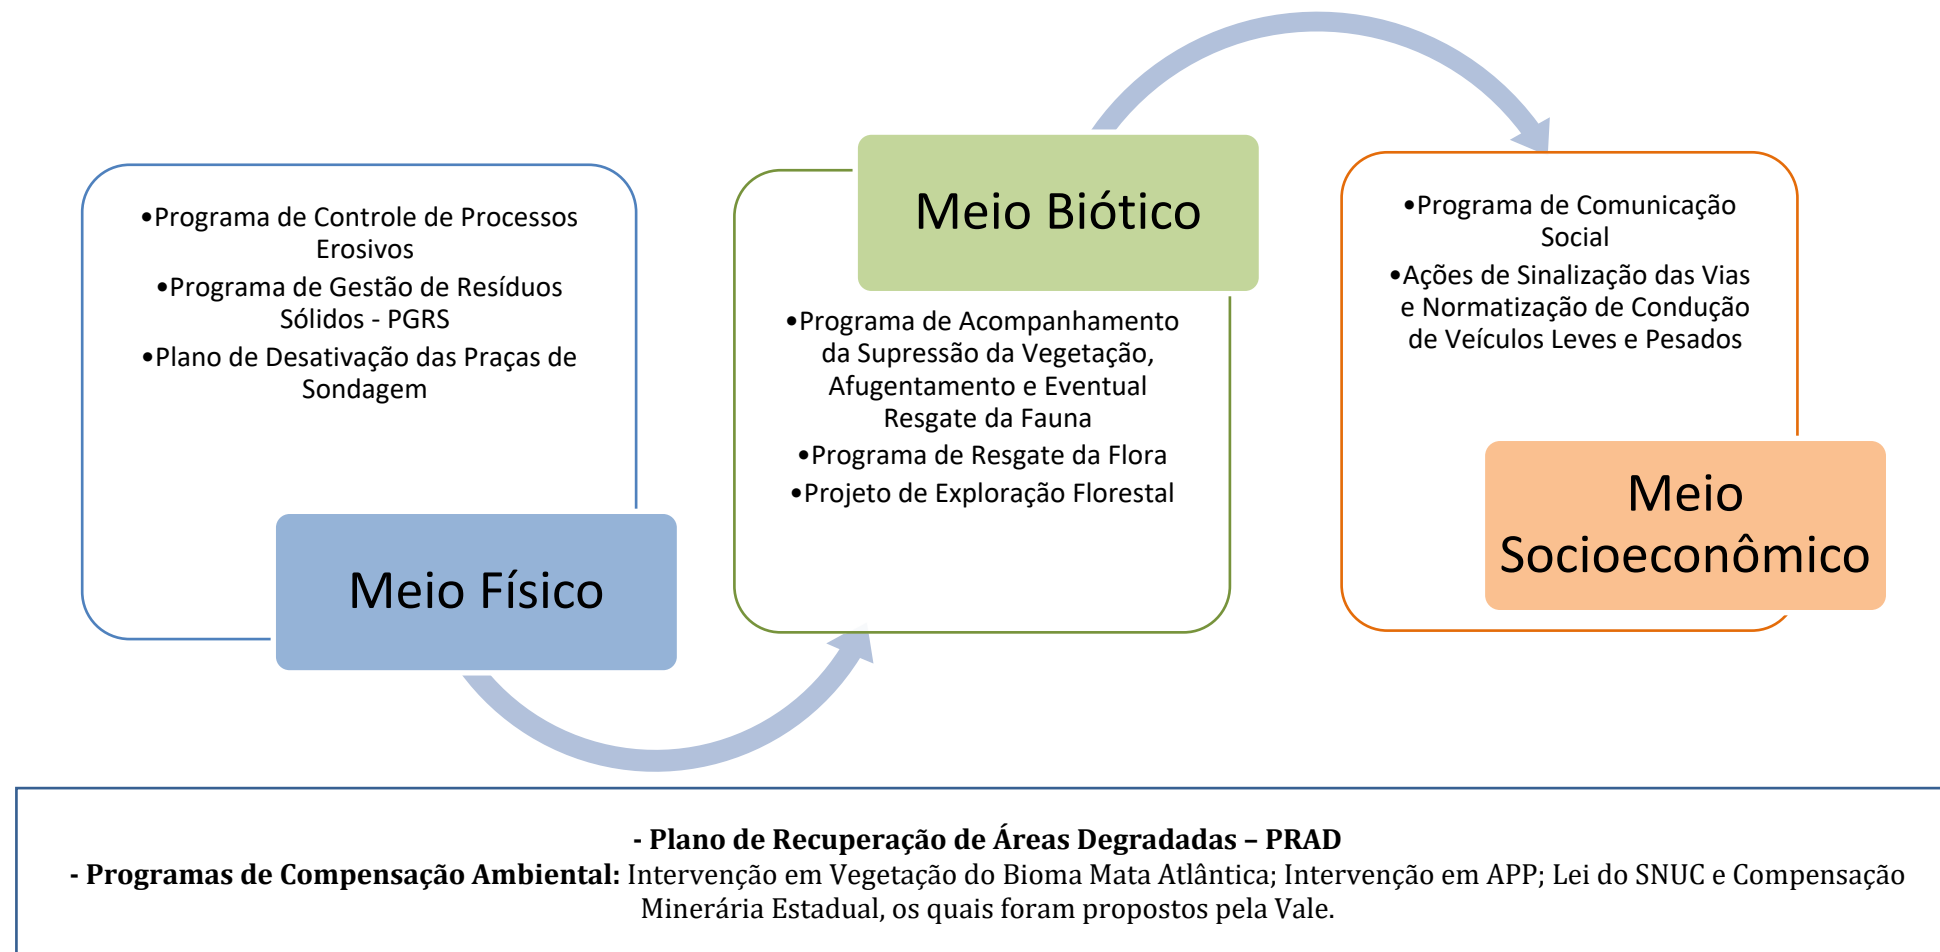 •Programa de Controle de Processos
Erosivos
•Programa de Gestão de Resíduos
Sólidos - PGRS
•Plano de Desativação das Praças de
Sondagem
Meio Físico
Meio Biótico
•Programa de Acompanhamento
da Supressão da Vegetação,
Afugentamento e Eventual
Resgate da Fauna
•Programa de Resgate da Flora
•Projeto de Exploração Florestal
•Programa de Comunicação
Social
•Ações de Sinalização das Vias
e Normatização de Condução
de Veículos Leves e Pesados
Meio
Socioeconômico
- Plano de Recuperação de Áreas Degradadas – PRAD
- Programas de Compensação Ambiental: Intervenção em Vegetação do Bioma Mata Atlântica; Intervenção em APP; Lei do SNUC e Compensação
Minerária Estadual, os quais foram propostos pela Vale.